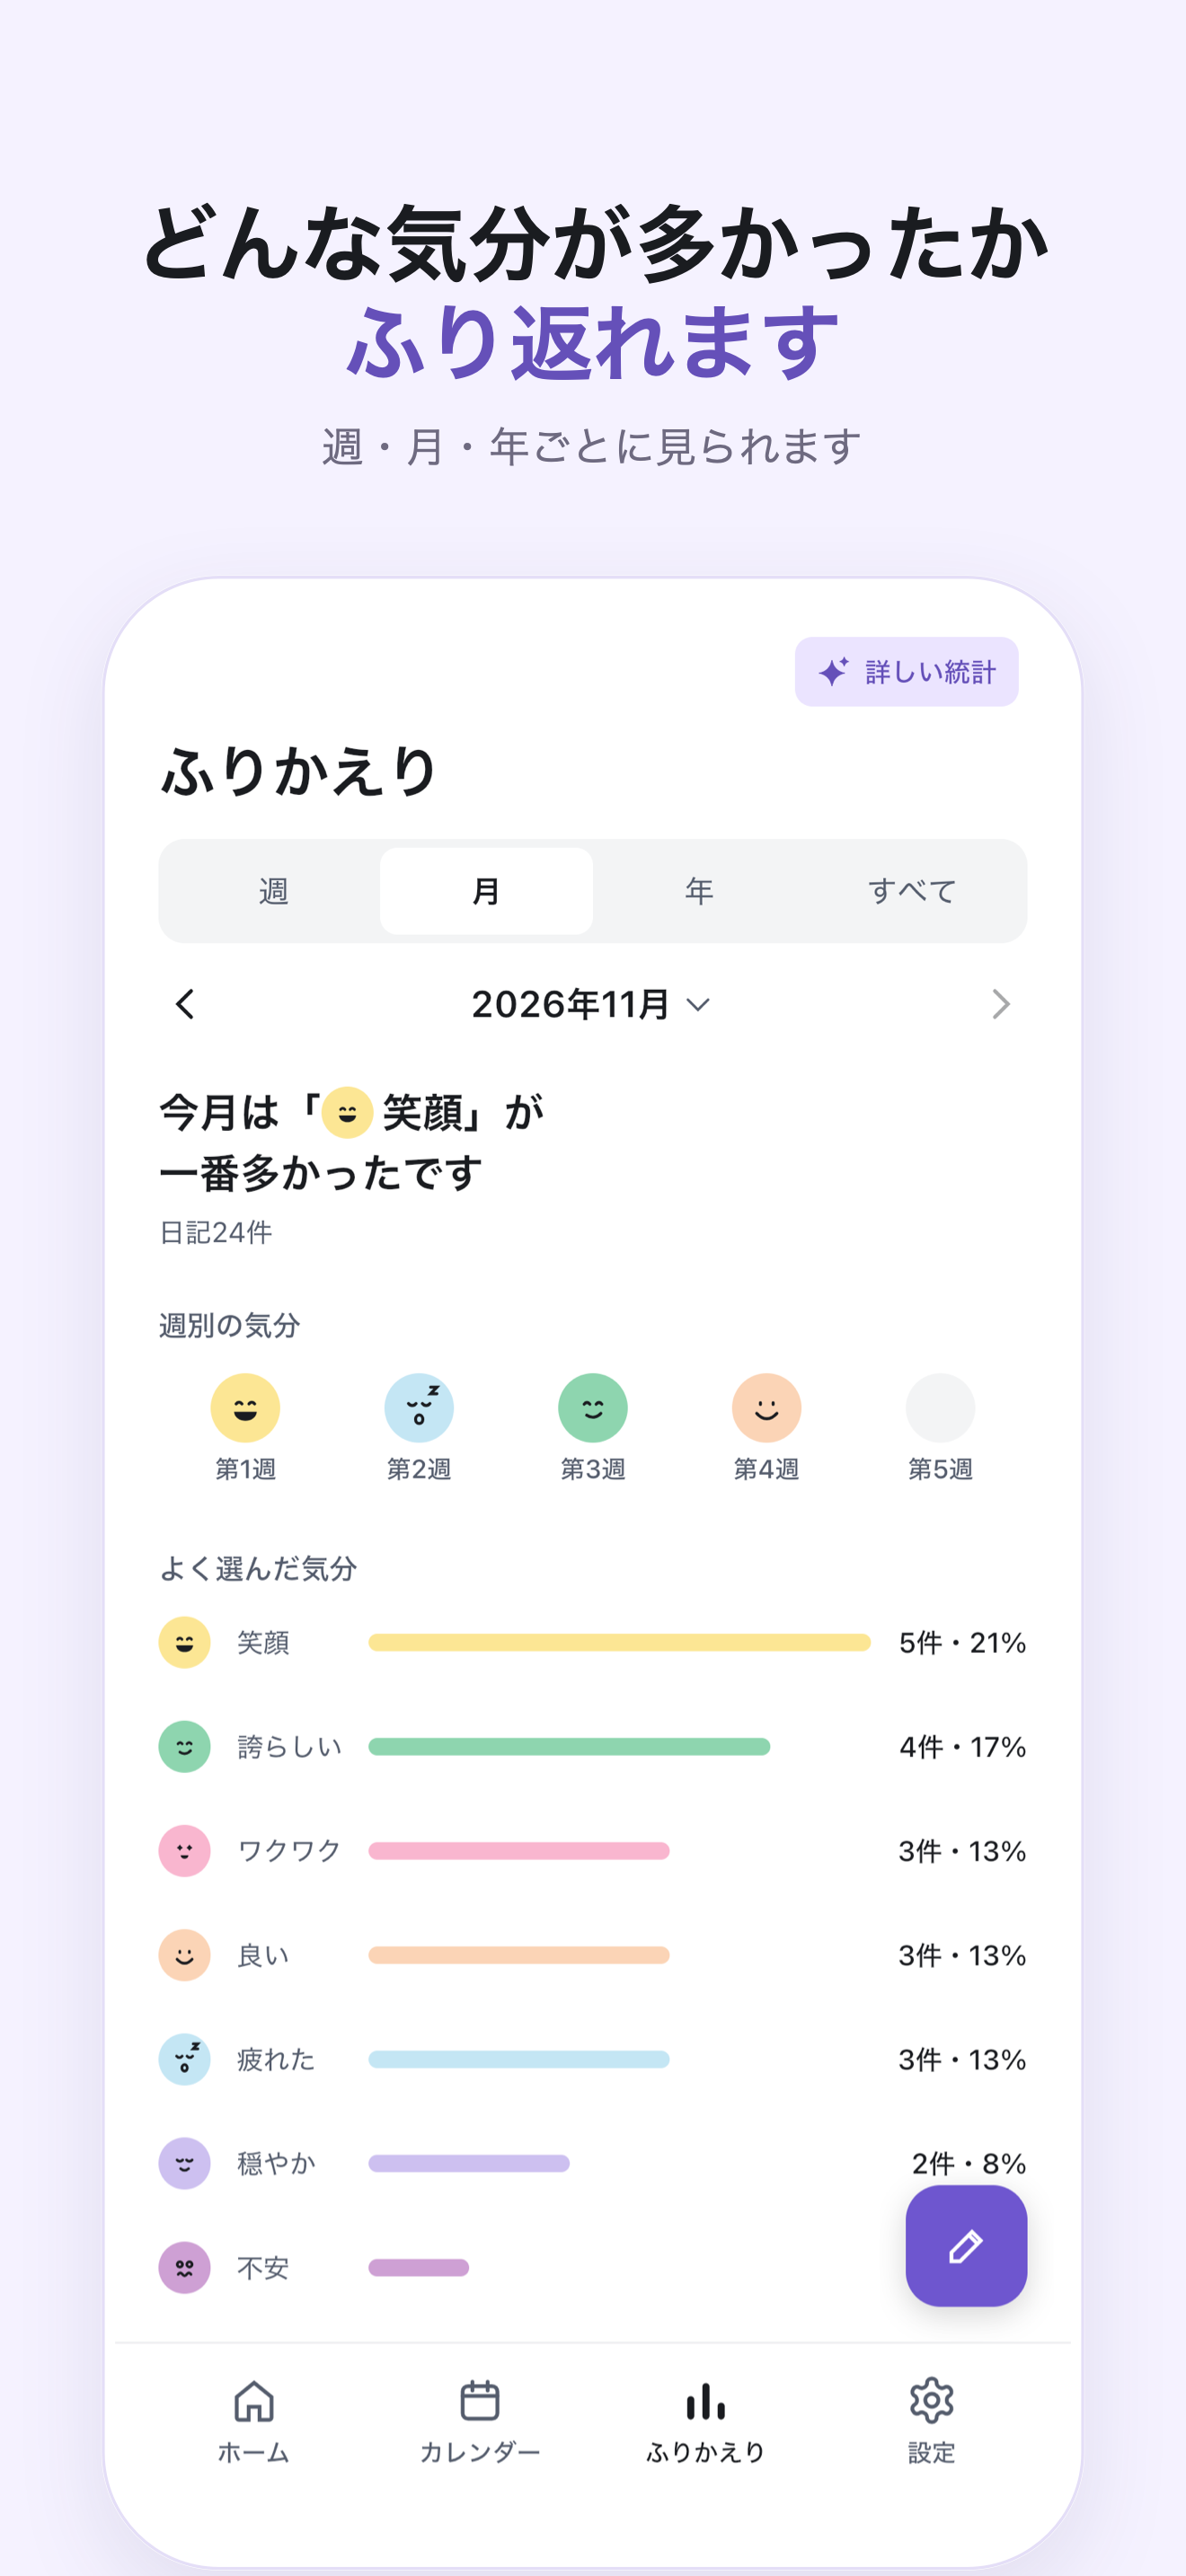 どんな気分が多かったか
ふり返れます
週・月・年ごとに見られます
詳しい統計
ふりかえり
週 月 年 すべて
2026年11月
今月は「笑顔」が
一番多かったです
日記24件
週別の気分
第1週 第2週 第3週 第4週 第5週
よく選んだ気分
笑顔 5件・21%
誇らしい 4件・17%
ワクワク 3件・13%
良い 3件・13%
疲れた 3件・13%
穏やか 2件・8%
不安
ホーム カレンダー ふりかえり 設定